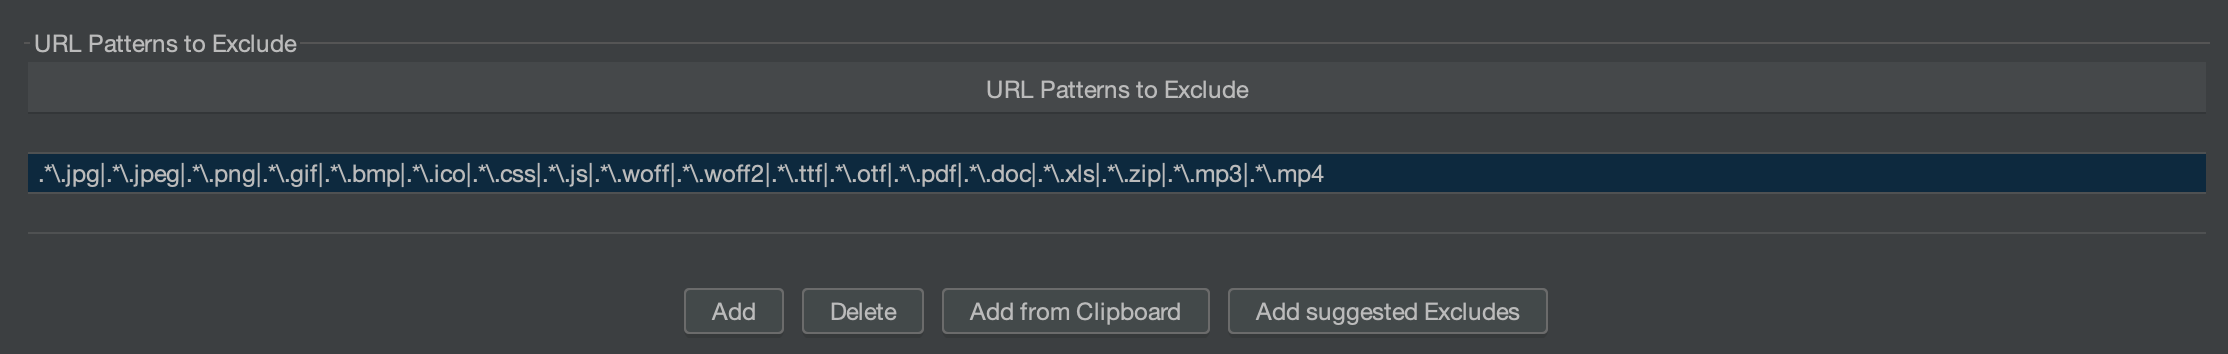 URL Patterns to Exclude
URL Patterns to Exclude
.*\.jpg|.*\.jpeg|.*\.png|.*\.gif|.*\.bmp|.*\.ico|.*\.css|.*\.js|.*\.woff|.*\.woff2|.*\.ttf|.*\.otf|.*\.pdf|.*\.doc|.*\.xls|.*\.zip|.*\.mp3|.*\.mp4
Add Delete Add from Clipboard Add suggested Excludes